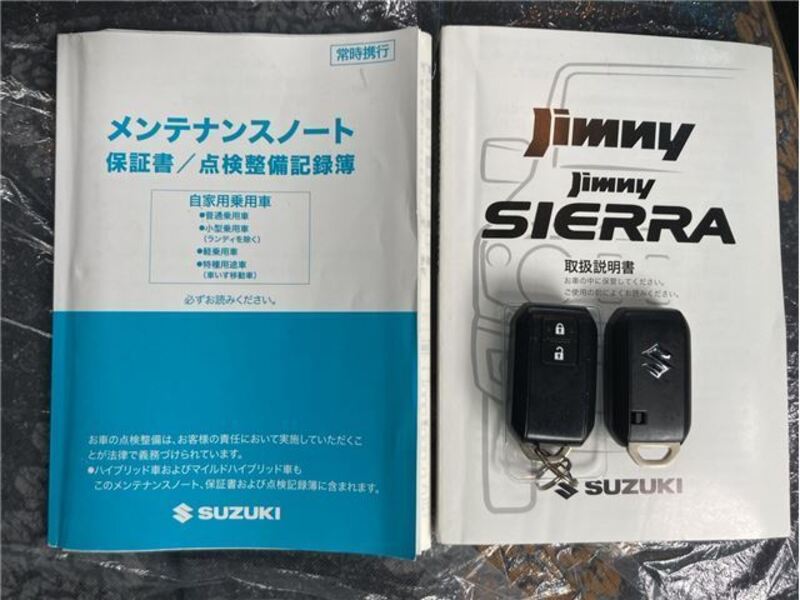 常時携行
メンテナンスノート
保証書／点検整備記録簿
自家用乗用車
●普通乗用車
●小型乗用車
（ランディを除く）
●軽乗用車
●特種用途車
（車いす移動車）
必ずお読みください。
お車の点検整備は、お客様の責任において実施していただくこ
とが法律で義務づけられています。
●ハイブリッド車およびマイルドハイブリッド車も
このメンテナンスノート、保証書および点検記録簿に含まれます。
SUZUKI
Jimny
Jimny
SIERRA
取扱説明書
お車の中に保管してください。
ご使用の前によくお読みください。
SUZUKI